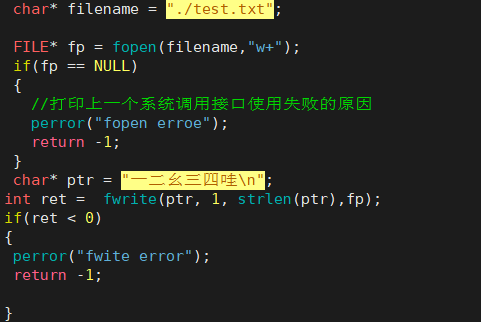 char* filename = "./test.txt";
FILE* fp = fopen(filename,"w+");
if(fp == NULL)
{
//打印上一个系统调用接口使用失败的原因
perror("fopen erroe");
return -1;
}
char* ptr = "一二幺三四哇\n";
int ret =  fwrite(ptr, 1, strlen(ptr),fp);
if(ret < 0)
{
perror("fwite error");
return -1;
}